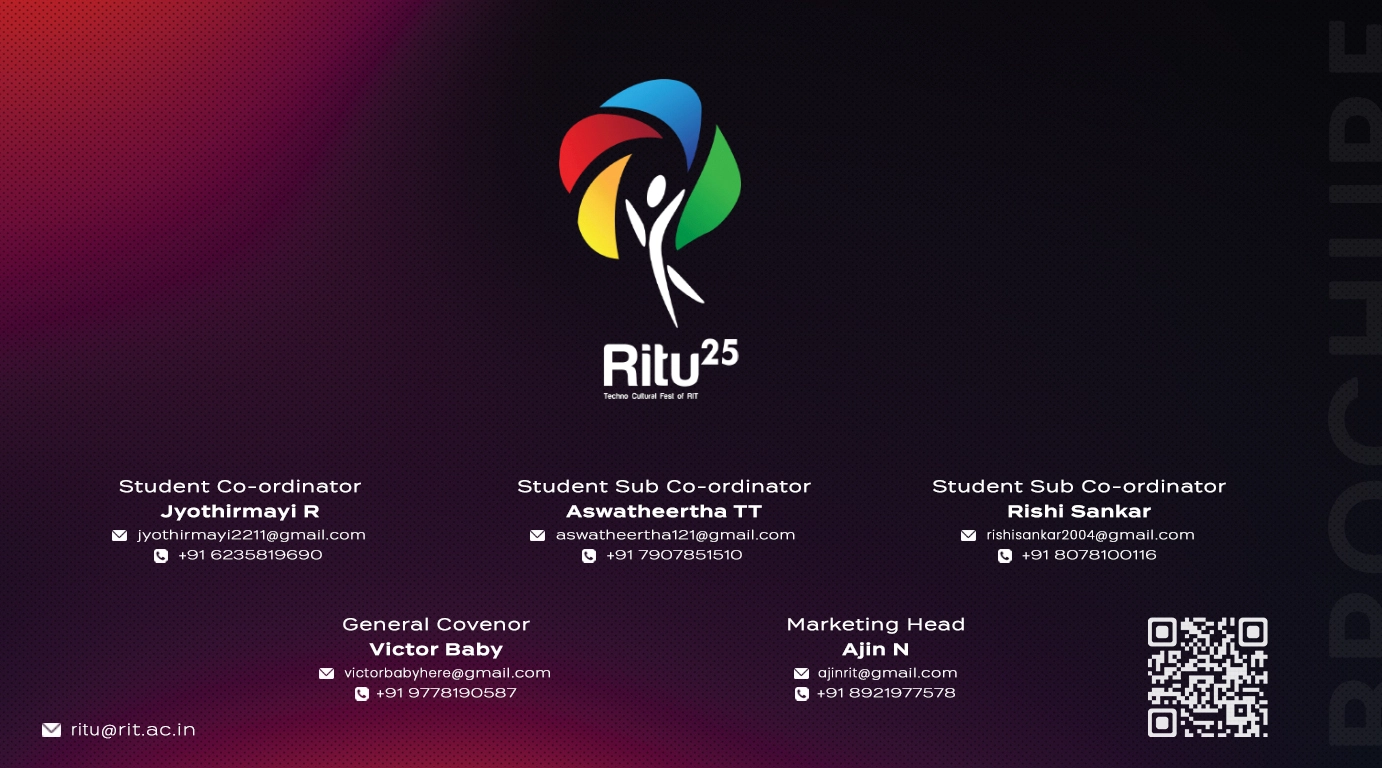 Ritu25
Techno Cultural Fest of RIT
Student Co-ordinator
Jyothirmayi R
jyothirmayi2211@gmail.com
+91 6235819690
Student Sub Co-ordinator
Aswatheertha TT
aswatheertha121@gmail.com
+91 7907851510
Student Sub Co-ordinator
Rishi Sankar
rishisankar2004@gmail.com
+91 8078100116
General Covenor
Victor Baby
victorbabyhere@gmail.com
+91 9778190587
Marketing Head
Ajin N
ajinrit@gmail.com
+91 8921977578
ritu@rit.ac.in
BROCHURE